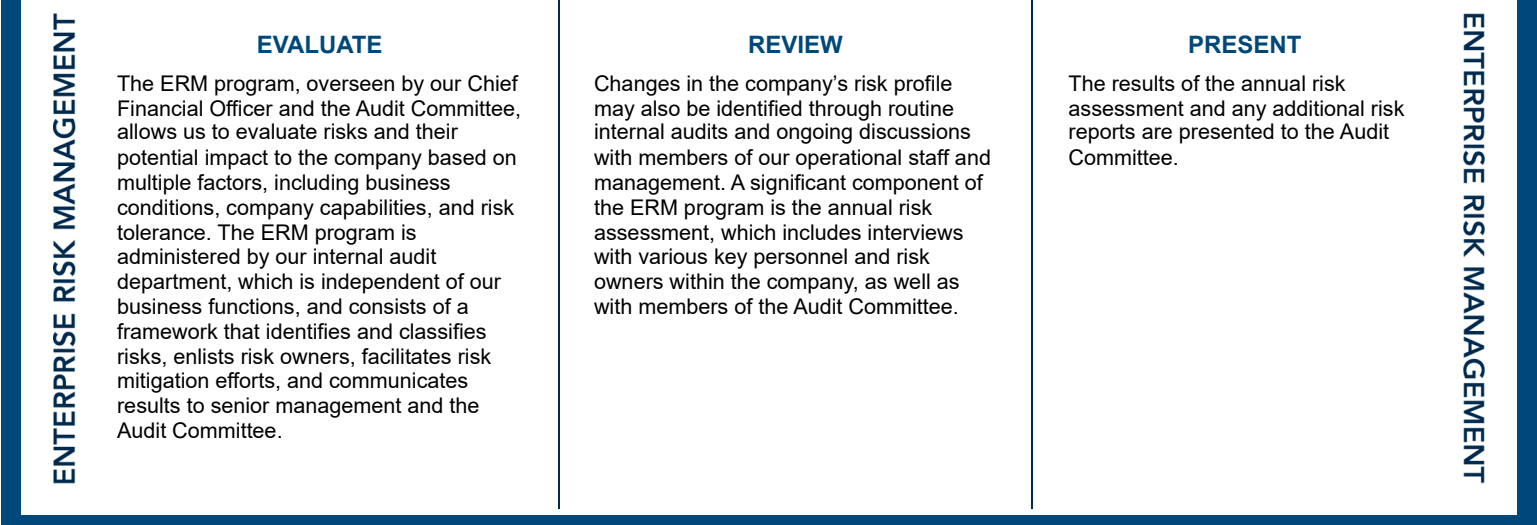 ENTERPRISE RISK MANAGEMENT
EVALUATE
The ERM program, overseen by our Chief
Financial Officer and the Audit Committee,
allows us to evaluate risks and their
potential impact to the company based on
multiple factors, including business
conditions, company capabilities, and risk
tolerance. The ERM program is
administered by our internal audit
department, which is independent of our
business functions, and consists of a
framework that identifies and classifies
risks, enlists risk owners, facilitates risk
mitigation efforts, and communicates
results to senior management and the
Audit Committee.
REVIEW
Changes in the company’s risk profile
may also be identified through routine
internal audits and ongoing discussions
with members of our operational staff and
management. A significant component of
the ERM program is the annual risk
assessment, which includes interviews
with various key personnel and risk
owners within the company, as well as
with members of the Audit Committee.
PRESENT
The results of the annual risk
assessment and any additional risk
reports are presented to the Audit
Committee.
ENTERPRISE RISK MANAGEMENT